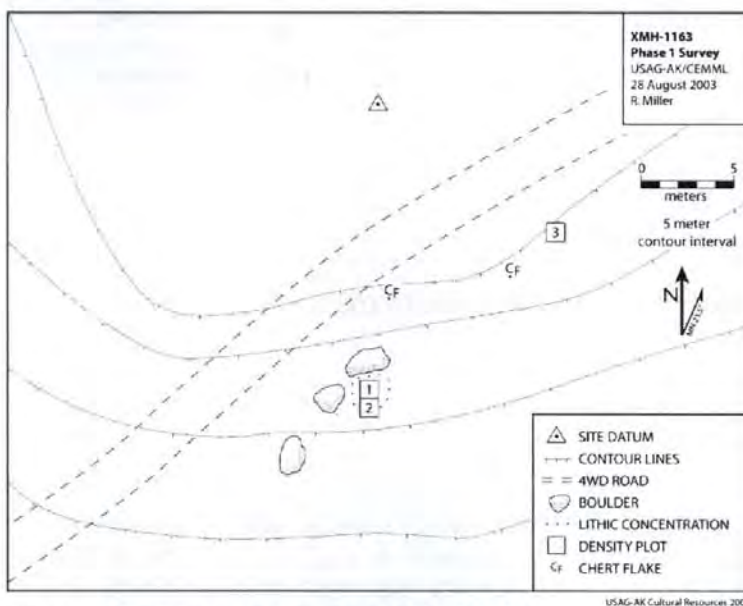 XMH-1163
Phase 1 Survey
USAG-AK/CEMML
28 August 2003
R. Miller
0 5
meters
5 meter
contour interval
3
CF
CF
N
1
2
SITE DATUM
CONTOUR LINES
4WD ROAD
BOULDER
LITHIC CONCENTRATION
DENSITY PLOT
CF CHERT FLAKE
USAG-AK Cultural Resources